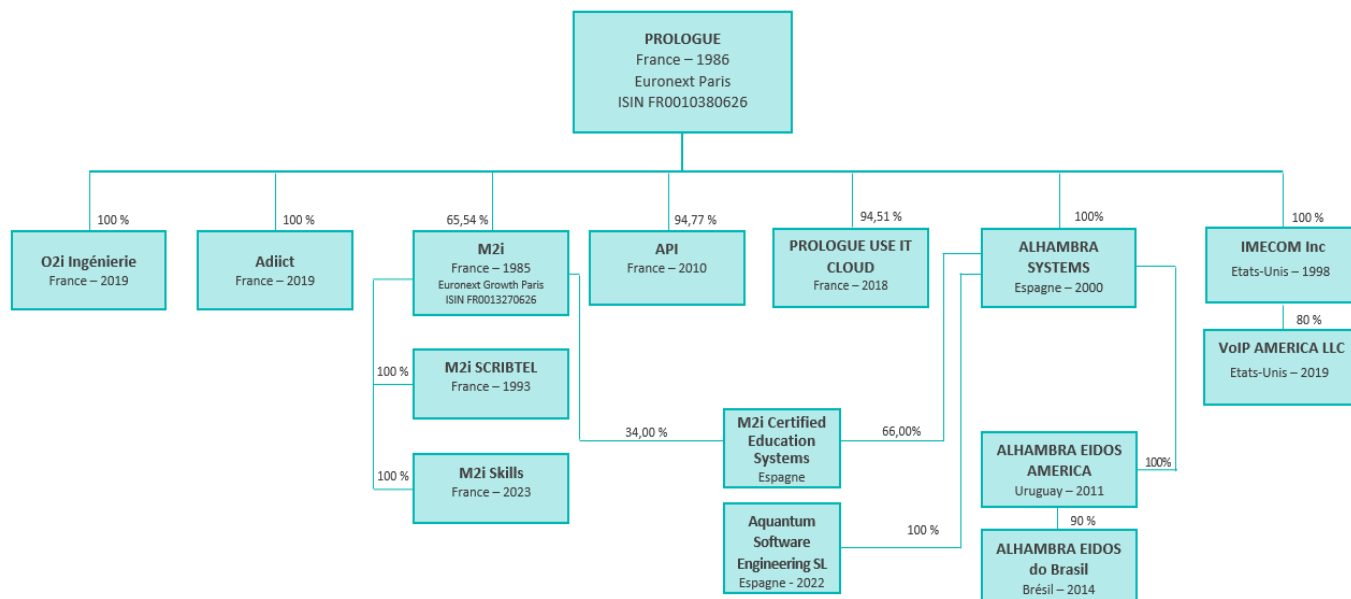 PROLOGUE
France – 1986
Euronext Paris
ISIN FR0010380626
100 %
100 %
65,54 %
94,77 %
94,51 %
100%
100 %
O2i Ingénierie
France – 2019
Adiict
France – 2019
M2i
France – 1985
Euronext Growth Paris
ISIN FR0013270626
API
France – 2010
PROLOGUE USE IT
CLOUD
France – 2018
ALHAMBRA
SYSTEMS
Espagne – 2000
IMECOM Inc
Etats-Unis – 1998
80 %
VoIP AMERICA LLC
Etats-Unis – 2019
100 %
M2i SCRIBTEL
France – 1993
34,00 %
M2i Certified
Education
Systems
Espagne
66,00%
ALHAMBRA EIDOS
AMERICA
Uruguay – 2011
100%
100 %
M2i Skills
France – 2023
Aquantum
Software
Engineering SL
Espagne - 2022
100 %
90 %
ALHAMBRA EIDOS
do Brasil
Brésil – 2014